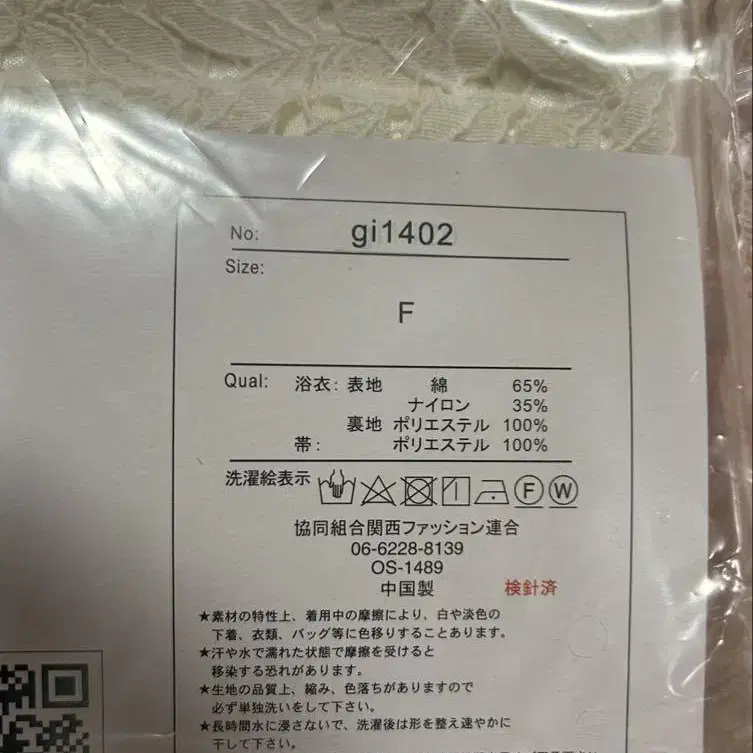 No: gi1402
Size:
F
Qual: 浴衣: 表地 綿 65%
ナイロン 35%
裏地 ポリエステル 100%
帯: ポリエステル 100%
洗濯絵表示 F W
協同組合関西ファッション連合
06-6228-8139
OS-1489
中国製 検針済
★素材の特性上、着用中の摩擦により、白や淡色の
下着、衣類、バッグ等に色移りすることあります。
★汗や水で濡れた状態で摩擦を受けると
移染する恐れがあります。
★生地の品質上、縮み、色落ちがありますので
必ず単独洗いをして下さい。
★長時間水に浸さないで、洗濯後は形を整え速やかに
干して下さい。